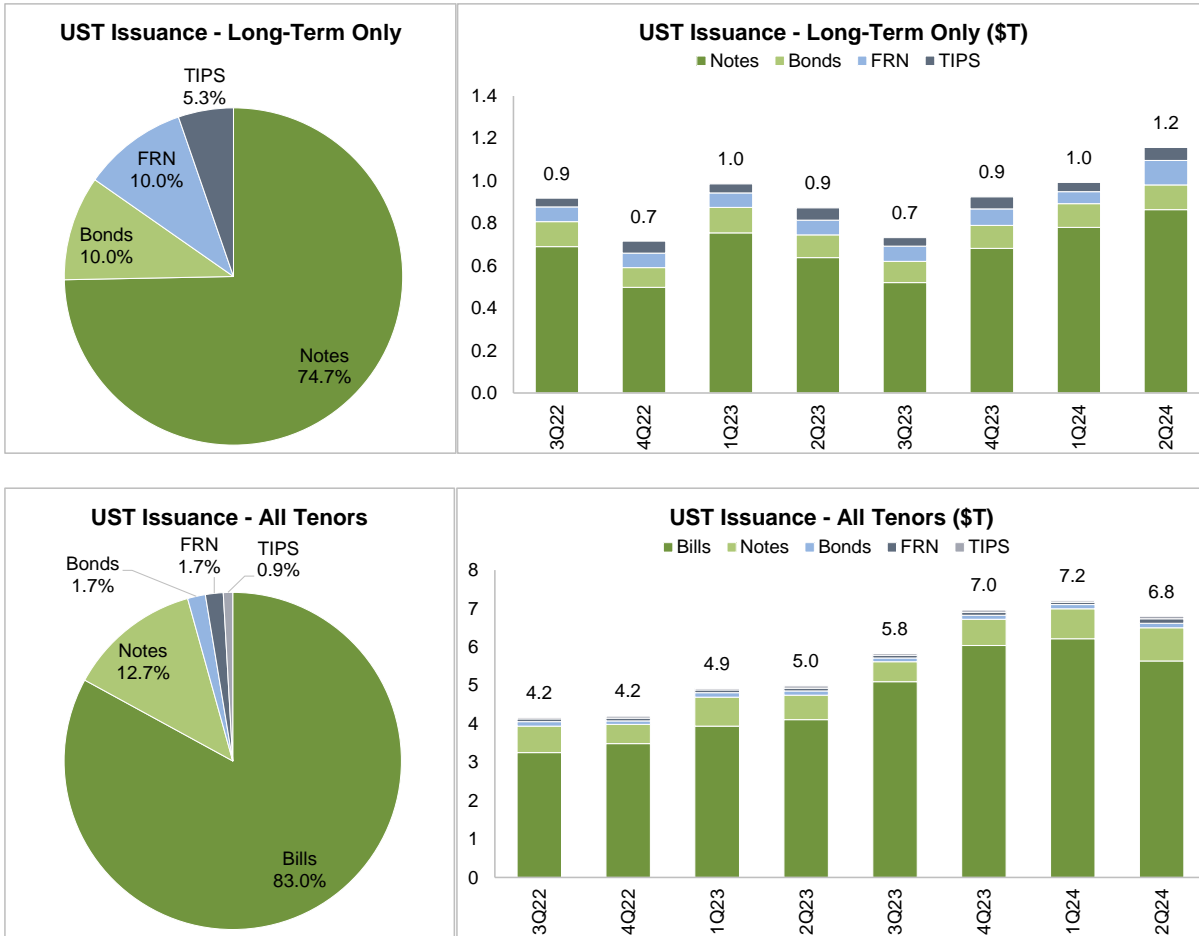 UST Issuance - Long-Term Only
TIPS
5.3%
FRN
10.0%
Bonds
10.0%
Notes
74.7%
UST Issuance - Long-Term Only ($T)
Notes Bonds FRN TIPS
1.4
1.2
1.0
0.8
0.6
0.4
0.2
0.0
0.9
0.7
1.0
0.9
0.7
0.9
1.0
1.2
3Q22
4Q22
1Q23
2Q23
3Q23
4Q23
1Q24
2Q24
UST Issuance - All Tenors
Bonds
1.7%
FRN
1.7%
TIPS
0.9%
Notes
12.7%
Bills
83.0%
UST Issuance - All Tenors ($T)
Bills Notes Bonds FRN TIPS
8
7
6
5
4
3
2
1
0
4.2
4.2
4.9
5.0
5.8
7.0
7.2
6.8
3Q22
4Q22
1Q23
2Q23
3Q23
4Q23
1Q24
2Q24